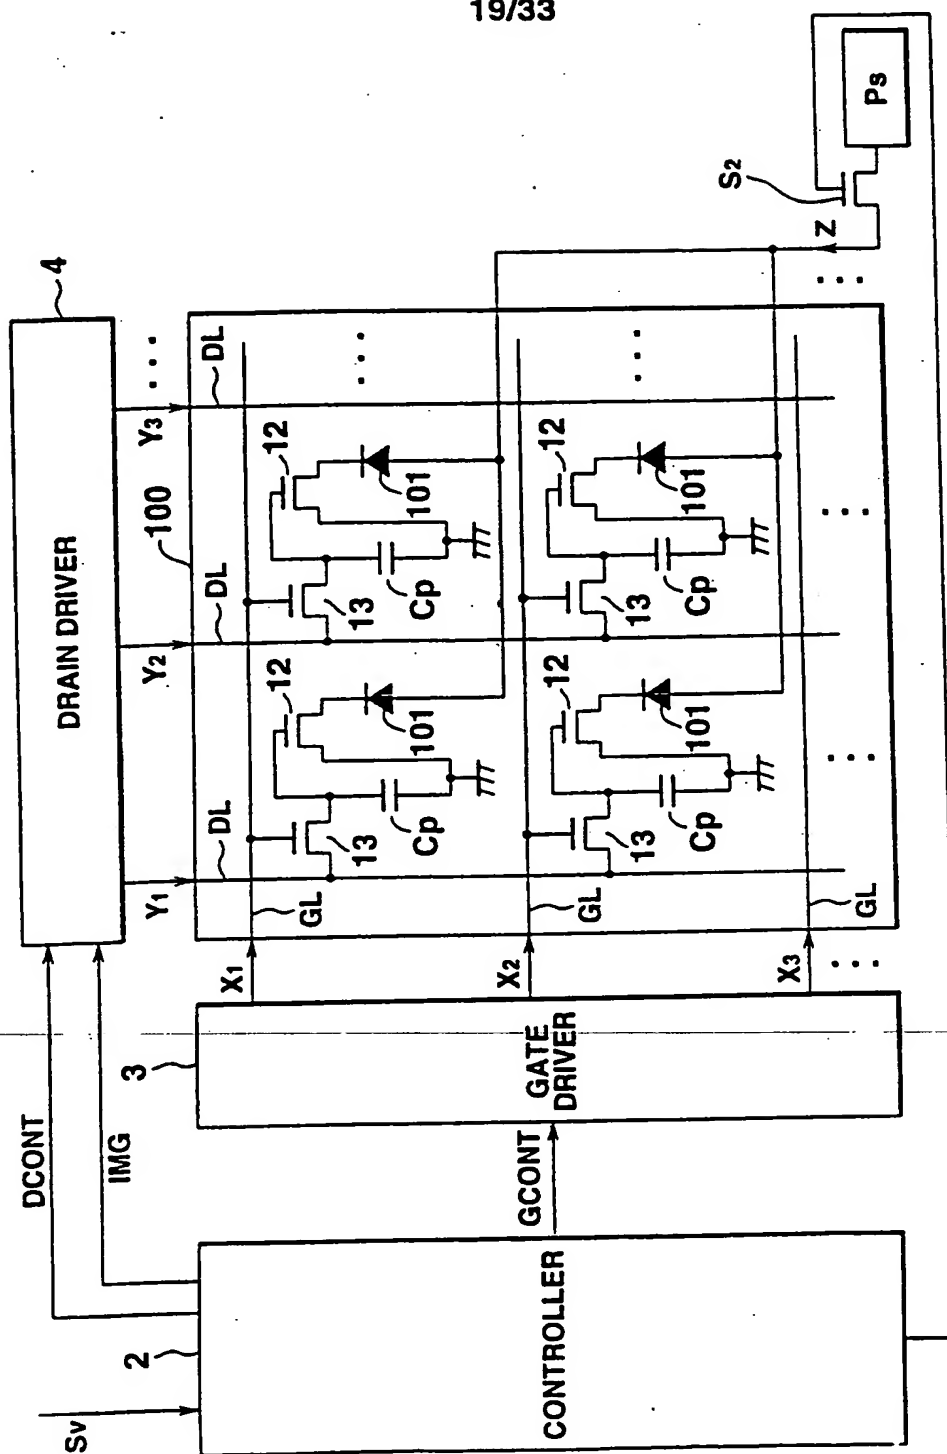 19/33
Sv
2
CONTROLLER
DCONT
IMG
GCONT
3
GATE DRIVER
X1
X2
X3
GL
GL
GL
4
DRAIN DRIVER
Y1
Y2
Y3
DL
DL
DL
100
12
12
13
13
Cp
Cp
101
101
12
12
13
13
Cp
Cp
101
101
Z
S2
Ps